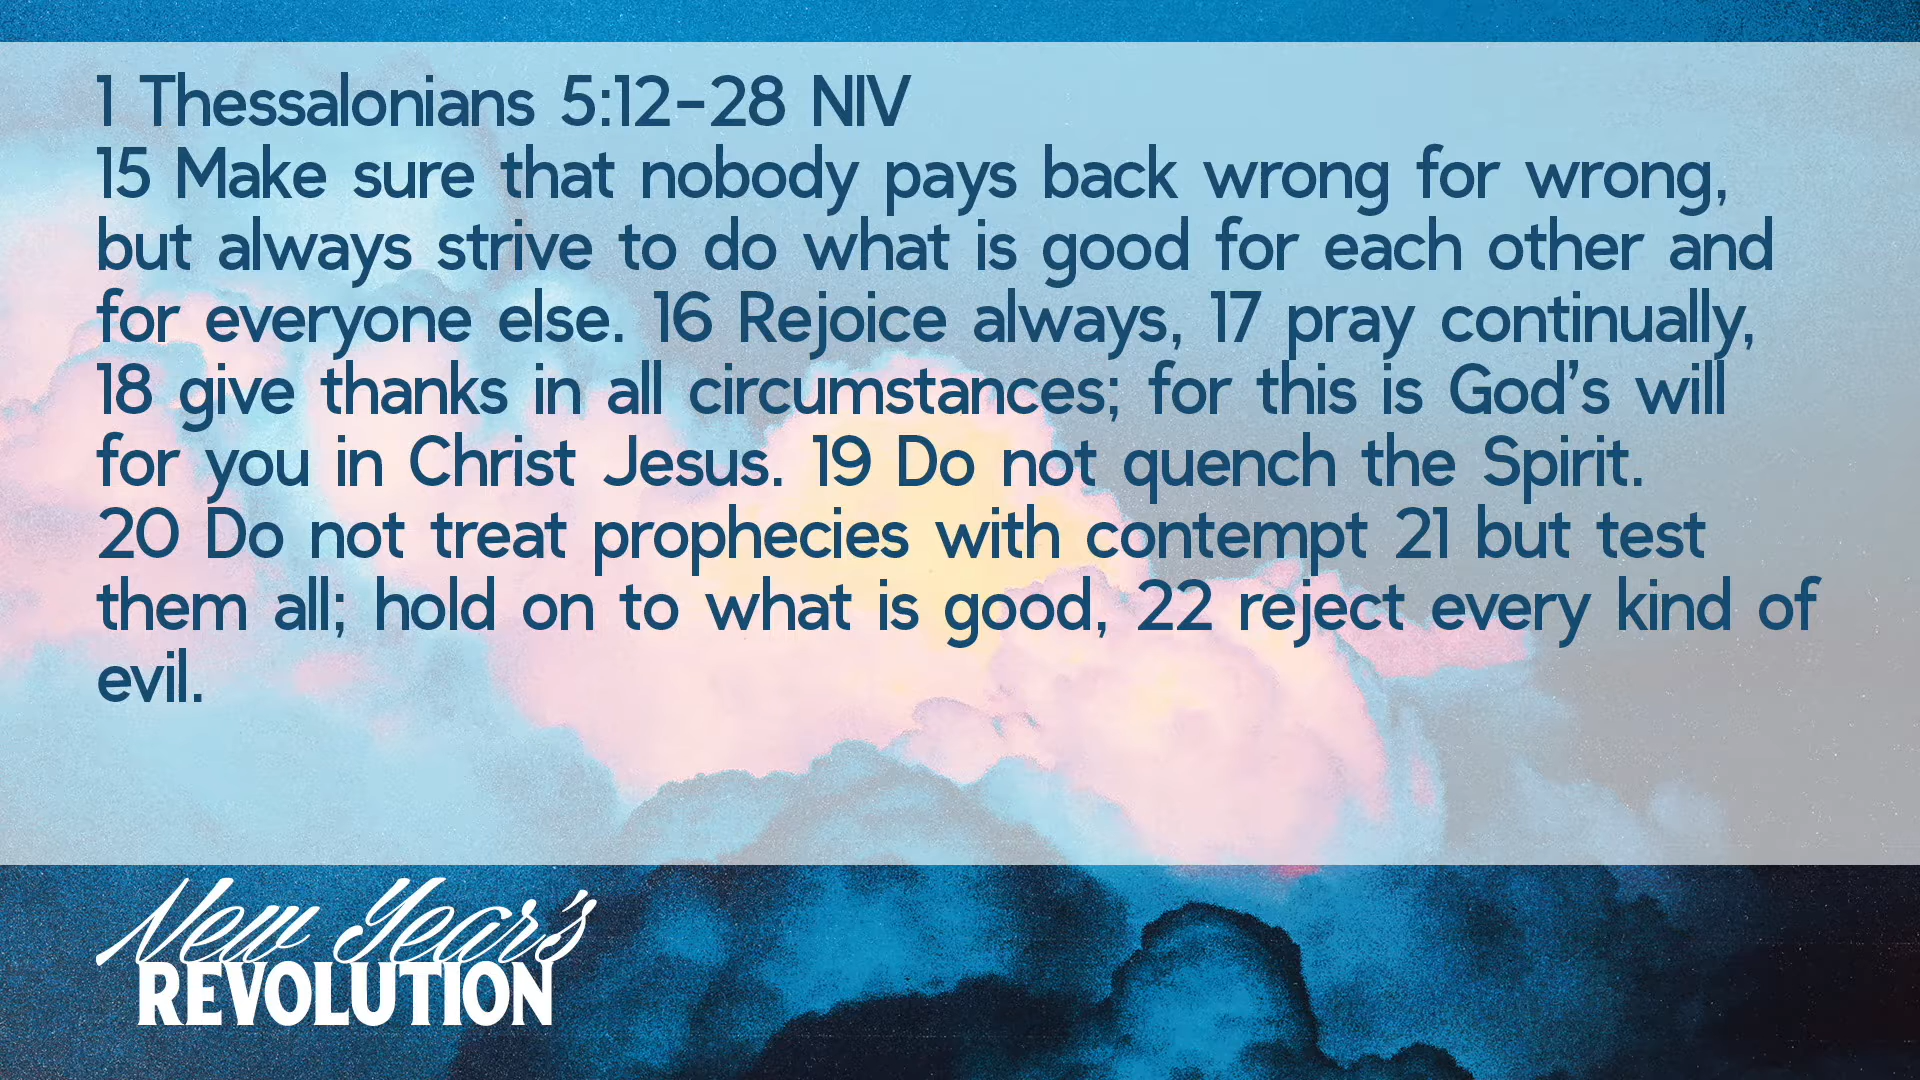 1 Thessalonians 5:12-28 NIV
15 Make sure that nobody pays back wrong for wrong,
but always strive to do what is good for each other and
for everyone else. 16 Rejoice always, 17 pray continually,
18 give thanks in all circumstances; for this is God’s will
for you in Christ Jesus. 19 Do not quench the Spirit.
20 Do not treat prophecies with contempt 21 but test
them all; hold on to what is good, 22 reject every kind of
evil.
New Year's
REVOLUTION